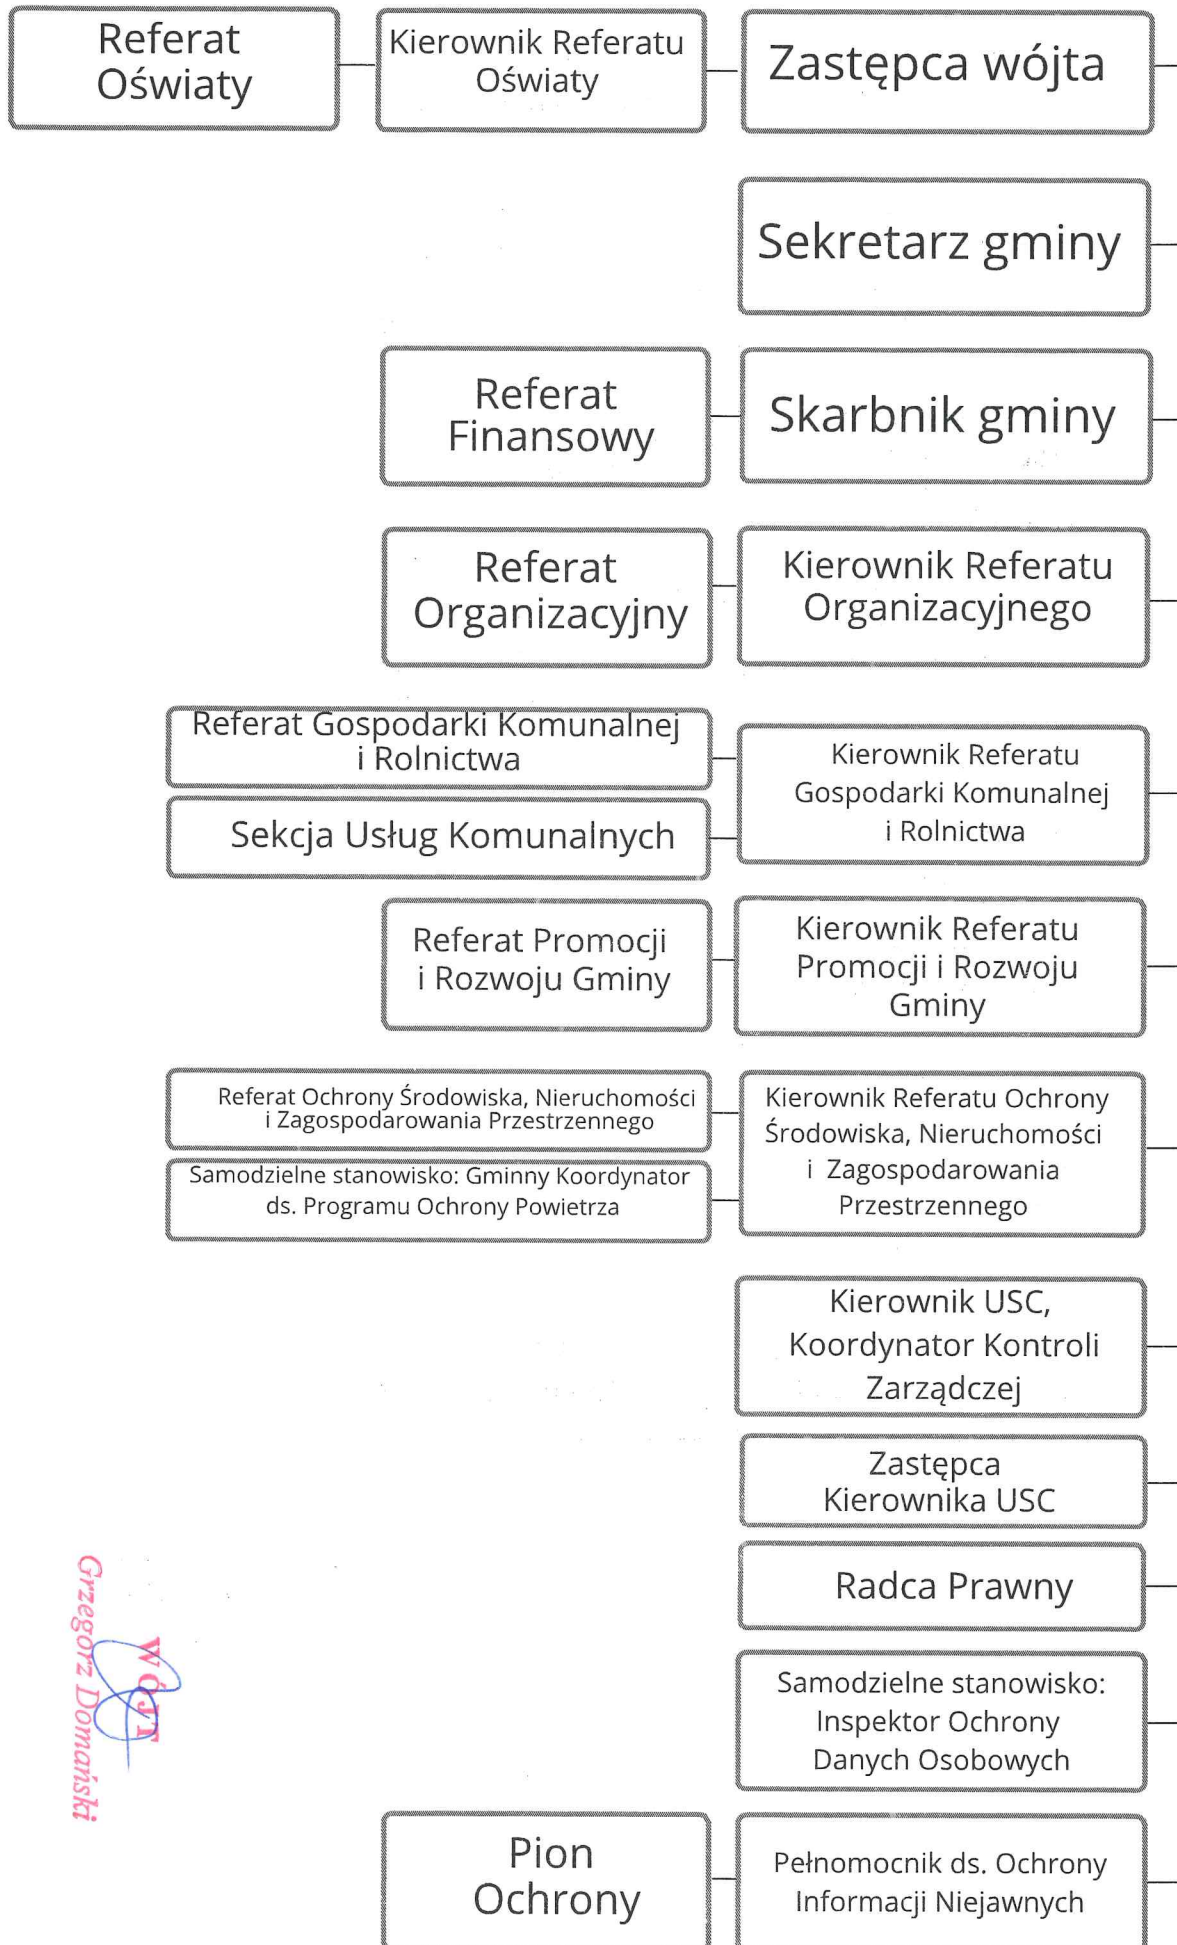 Referat
Oświaty
Kierownik Referatu
Oświaty
Zastępca wójta
Sekretarz gminy
Referat
Finansowy
Skarbnik gminy
Referat
Organizacyjny
Kierownik Referatu
Organizacyjnego
Referat Gospodarki Komunalnej
i Rolnictwa
Sekcja Usług Komunalnych
Kierownik Referatu
Gospodarki Komunalnej
i Rolnictwa
Referat Promocji
i Rozwoju Gminy
Kierownik Referatu
Promocji i Rozwoju
Gminy
Referat Ochrony Środowiska, Nieruchomości
i Zagospodarowania Przestrzennego
Samodzielne stanowisko: Gminny Koordynator
ds. Programu Ochrony Powietrza
Kierownik Referatu Ochrony
Środowiska, Nieruchomości
i Zagospodarowania
Przestrzennego
Kierownik USC,
Koordynator Kontroli
Zarządczej
Zastępca
Kierownika USC
Radca Prawny
Samodzielne stanowisko:
Inspektor Ochrony
Danych Osobowych
Pion
Ochrony
Pełnomocnik ds. Ochrony
Informacji Niejawnych
WÓJT
Grzegorz Domański